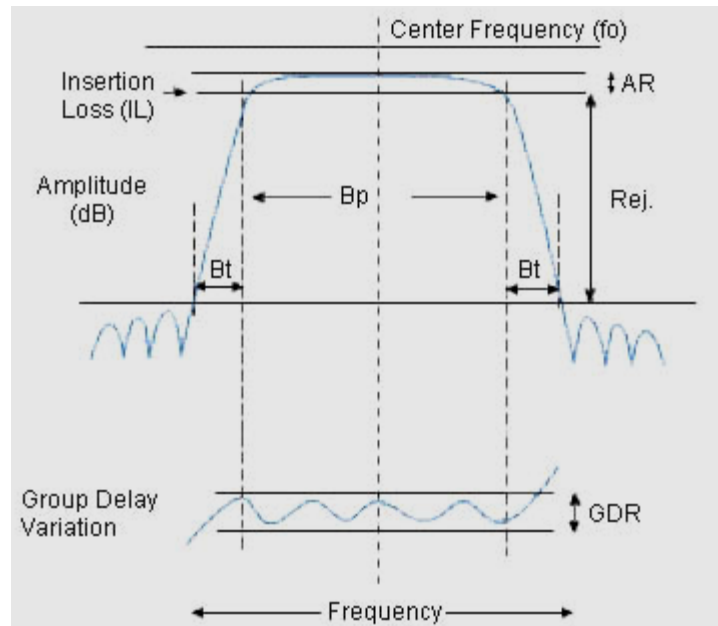 Center Frequency (fo)
Insertion
Loss (IL)
AR
Amplitude
(dB)
Bp
Rej.
Bt
Bt
Group Delay
Variation
GDR
Frequency